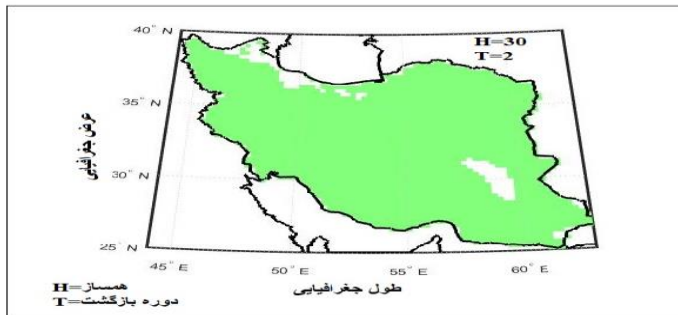 40° N
H=30
T=2
35° N
30° N
25° N
عرض جغرافیایی
45° E
50° E
55° E
60° E
طول جغرافیایی
H=همساز
T=دوره بازگشت